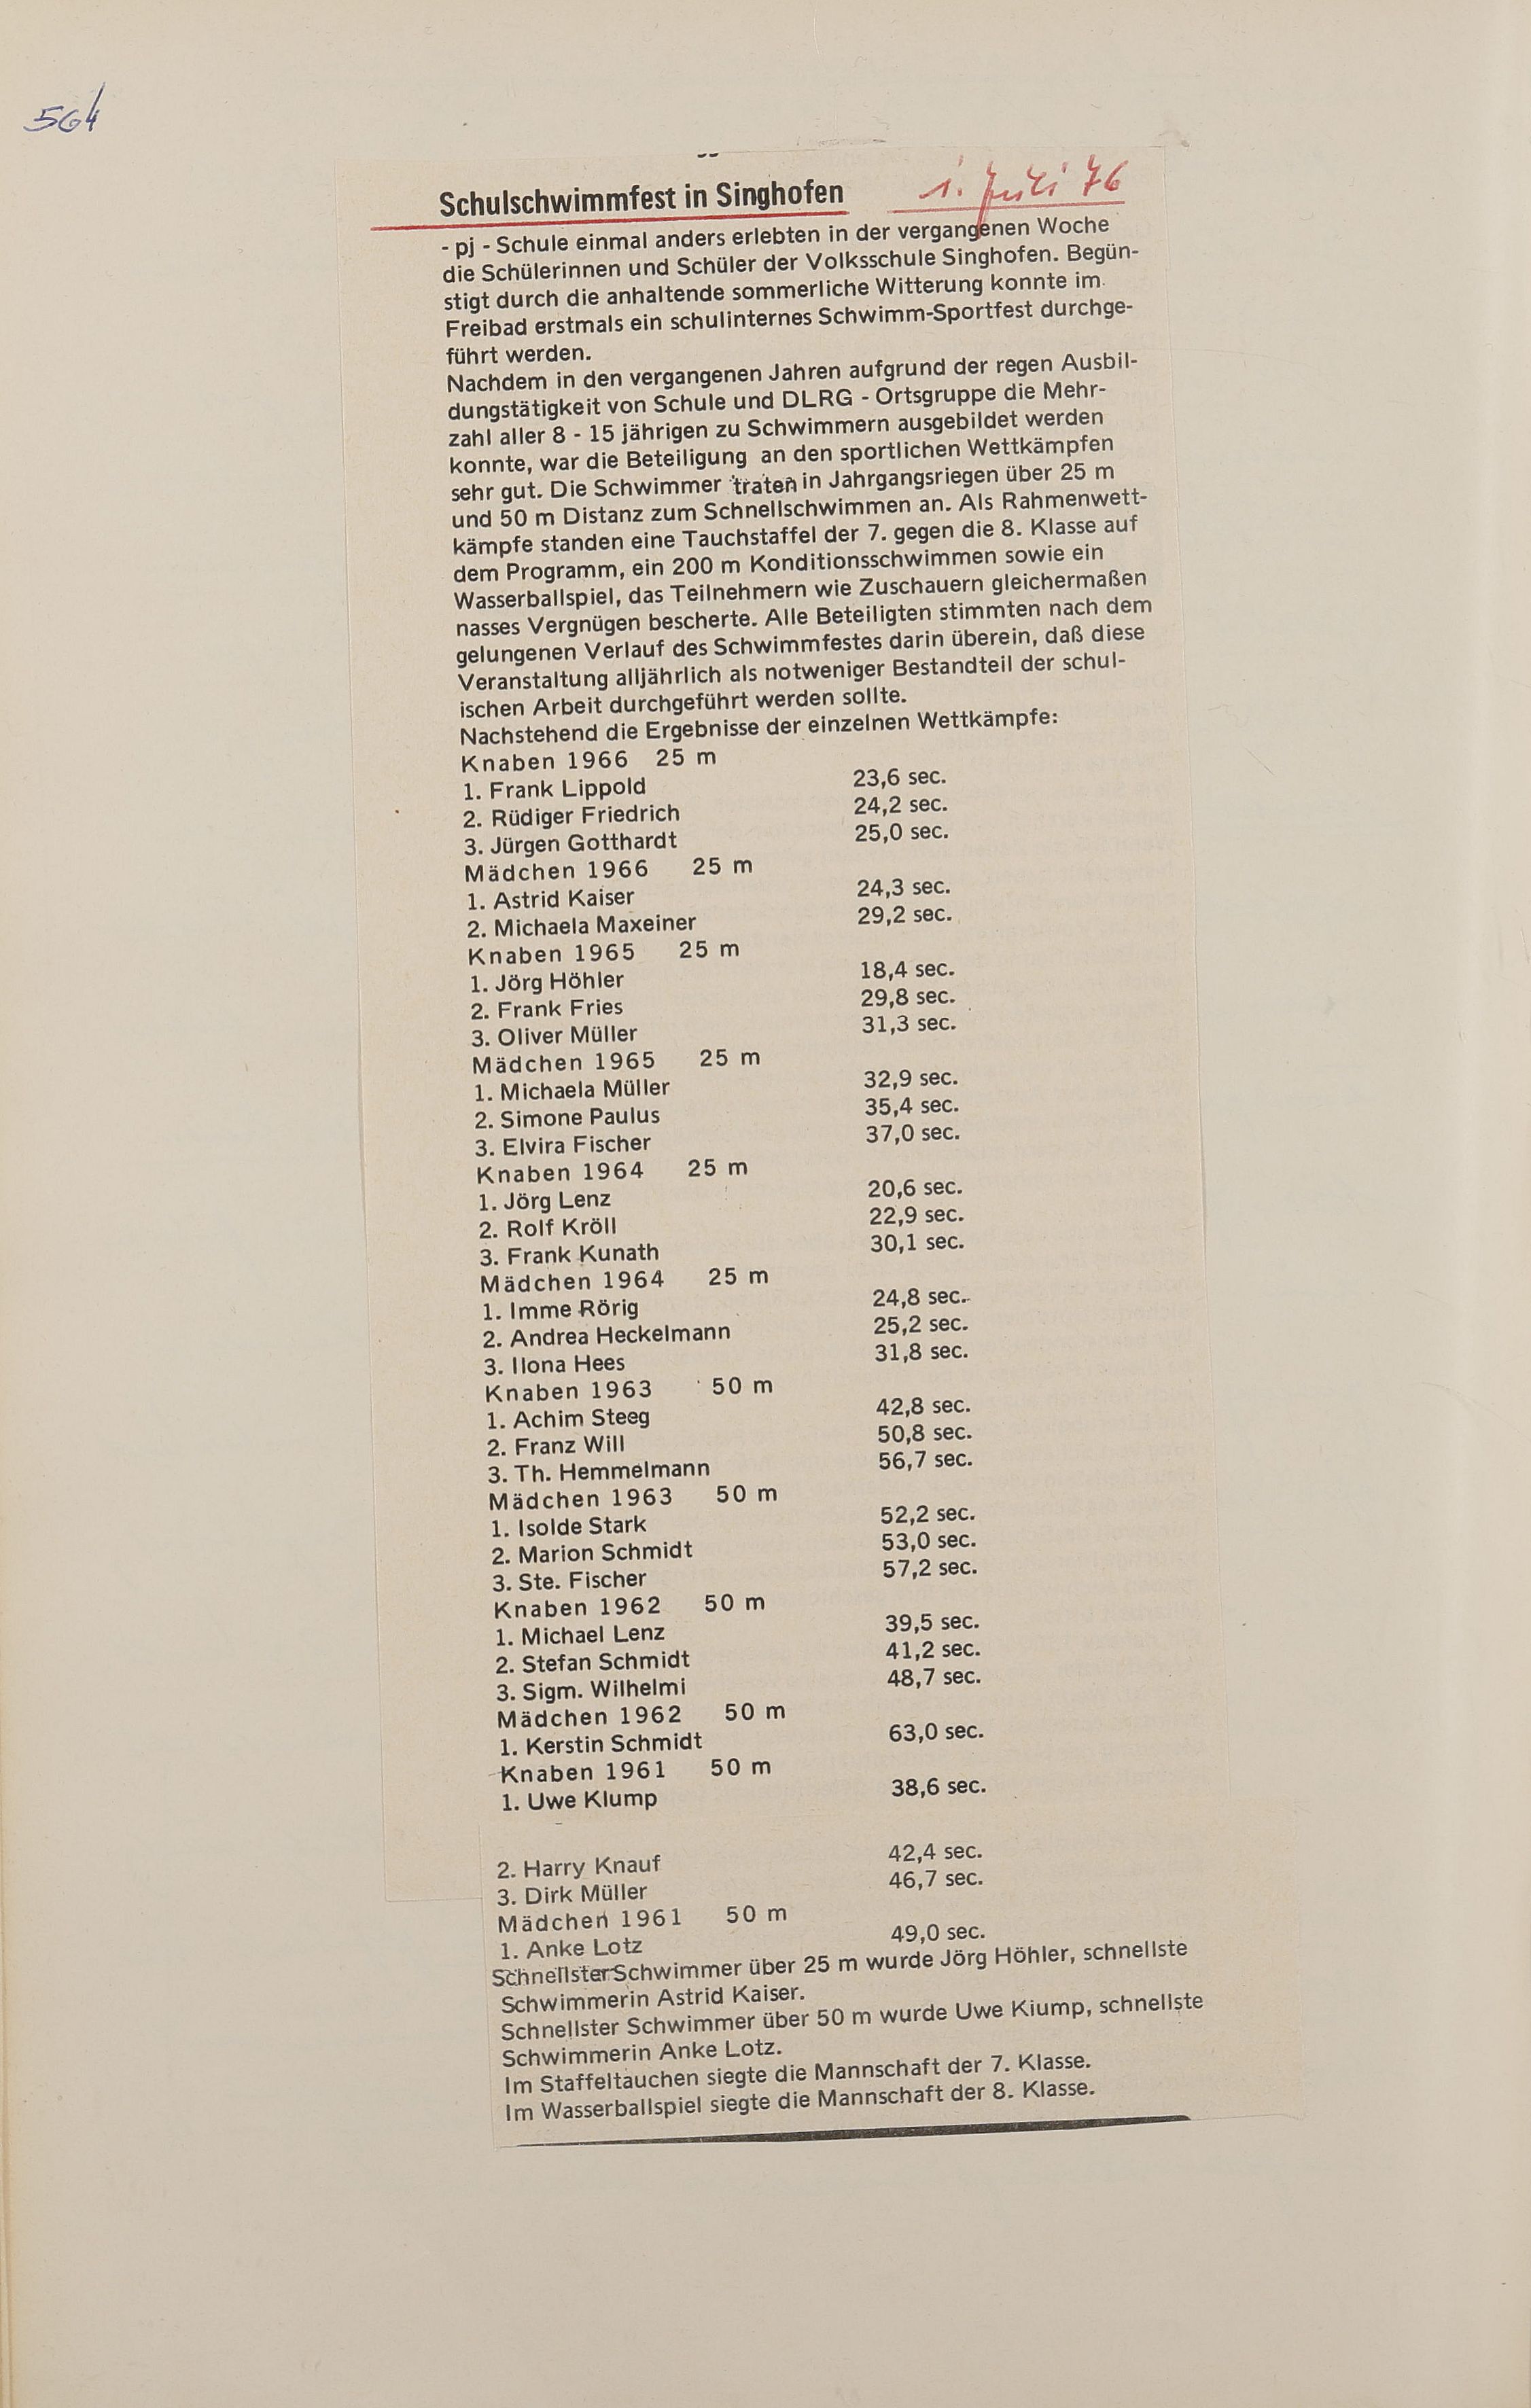 564
Schulschwimmfest in Singhofen 1. Juli 76
- pj - Schule einmal anders erlebten in der vergangenen Woche
die Schülerinnen und Schüler der Volksschule Singhofen. Begün-
stigt durch die anhaltende sommerliche Witterung konnte im
Freibad erstmals ein schulinternes Schwimm-Sportfest durchge-
führt werden.
Nachdem in den vergangenen Jahren aufgrund der regen Ausbil-
dungstätigkeit von Schule und DLRG - Ortsgruppe die Mehr-
zahl aller 8 - 15 jährigen zu Schwimmern ausgebildet werden
konnte, war die Beteiligung an den sportlichen Wettkämpfen
sehr gut. Die Schwimmer traten in Jahrgangsriegen über 25 m
und 50 m Distanz zum Schnellschwimmen an. Als Rahmenwett-
kämpfe standen eine Tauchstaffel der 7. gegen die 8. Klasse auf
dem Programm, ein 200 m Konditionsschwimmen sowie ein
Wasserballspiel, das Teilnehmern wie Zuschauern gleichermaßen
nasses Vergnügen bescherte. Alle Beteiligten stimmten nach dem
gelungenen Verlauf des Schwimmfestes darin überein, daß diese
Veranstaltung alljährlich als notweniger Bestandteil der schul-
ischen Arbeit durchgeführt werden sollte.
Nachstehend die Ergebnisse der einzelnen Wettkämpfe:
Knaben 1966 25 m
1. Frank Lippold 23,6 sec.
2. Rüdiger Friedrich 24,2 sec.
3. Jürgen Gotthardt 25,0 sec.
Mädchen 1966 25 m
1. Astrid Kaiser 24,3 sec.
2. Michaela Maxeiner 29,2 sec.
Knaben 1965 25 m
1. Jörg Höhler 18,4 sec.
2. Frank Fries 29,8 sec.
3. Oliver Müller 31,3 sec.
Mädchen 1965 25 m
1. Michaela Müller 32,9 sec.
2. Simone Paulus 35,4 sec.
3. Elvira Fischer 37,0 sec.
Knaben 1964 25 m
1. Jörg Lenz 20,6 sec.
2. Rolf Kröll 22,9 sec.
3. Frank Kunath 30,1 sec.
Mädchen 1964 25 m
1. Imme Rörig 24,8 sec.
2. Andrea Heckelmann 25,2 sec.
3. Ilona Hees 31,8 sec.
Knaben 1963 50 m
1. Achim Steeg 42,8 sec.
2. Franz Will 50,8 sec.
3. Th. Hemmelmann 56,7 sec.
Mädchen 1963 50 m
1. Isolde Stark 52,2 sec.
2. Marion Schmidt 53,0 sec.
3. Ste. Fischer 57,2 sec.
Knaben 1962 50 m
1. Michael Lenz 39,5 sec.
2. Stefan Schmidt 41,2 sec.
3. Sigm. Wilhelmi 48,7 sec.
Mädchen 1962 50 m
1. Kerstin Schmidt 63,0 sec.
Knaben 1961 50 m
1. Uwe Klump 38,6 sec.
2. Harry Knauf 42,4 sec.
3. Dirk Müller 46,7 sec.
Mädchen 1961 50 m
1. Anke Lotz 49,0 sec.
Schnellster Schwimmer über 25 m wurde Jörg Höhler, schnellste
Schwimmerin Astrid Kaiser.
Schnellster Schwimmer über 50 m wurde Uwe Kiump, schnellste
Schwimmerin Anke Lotz.
Im Staffeltauchen siegte die Mannschaft der 7. Klasse.
Im Wasserballspiel siegte die Mannschaft der 8. Klasse.